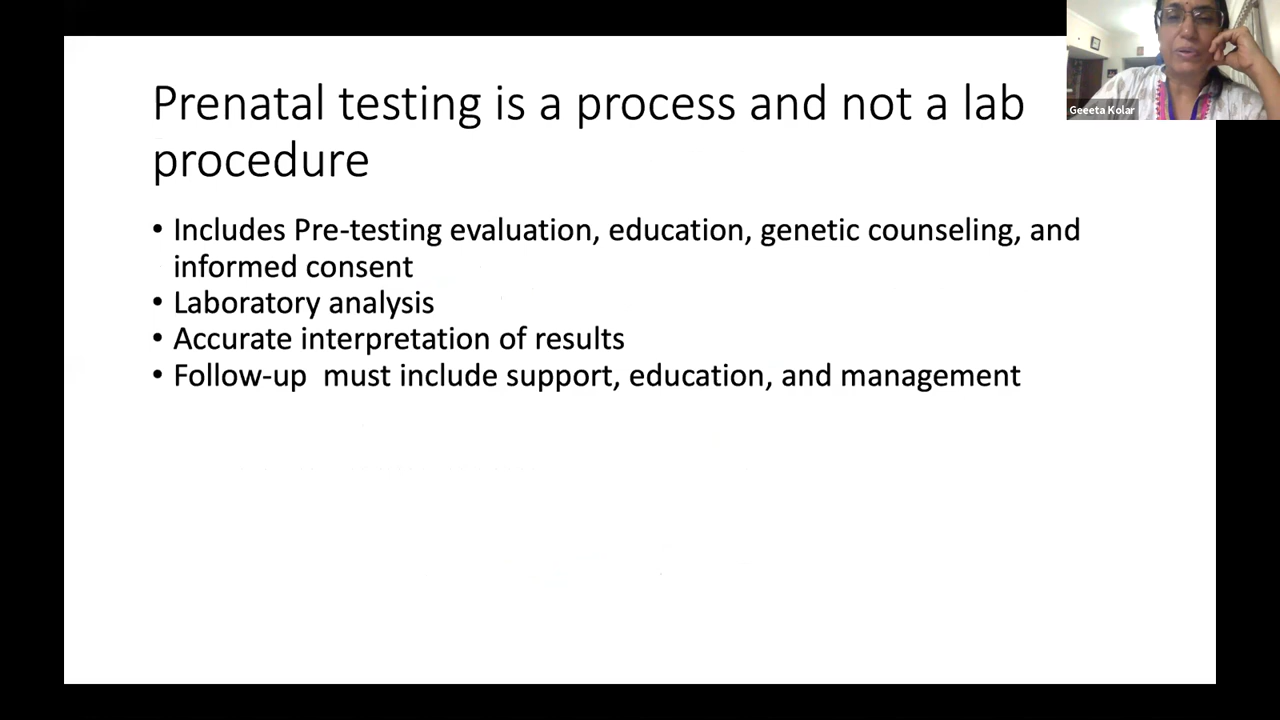 Prenatal testing is a process and not a lab
procedure
• Includes Pre-testing evaluation, education, genetic counseling, and
informed consent
• Laboratory analysis
• Accurate interpretation of results
• Follow-up  must include support, education, and management
Geeeta Kolar